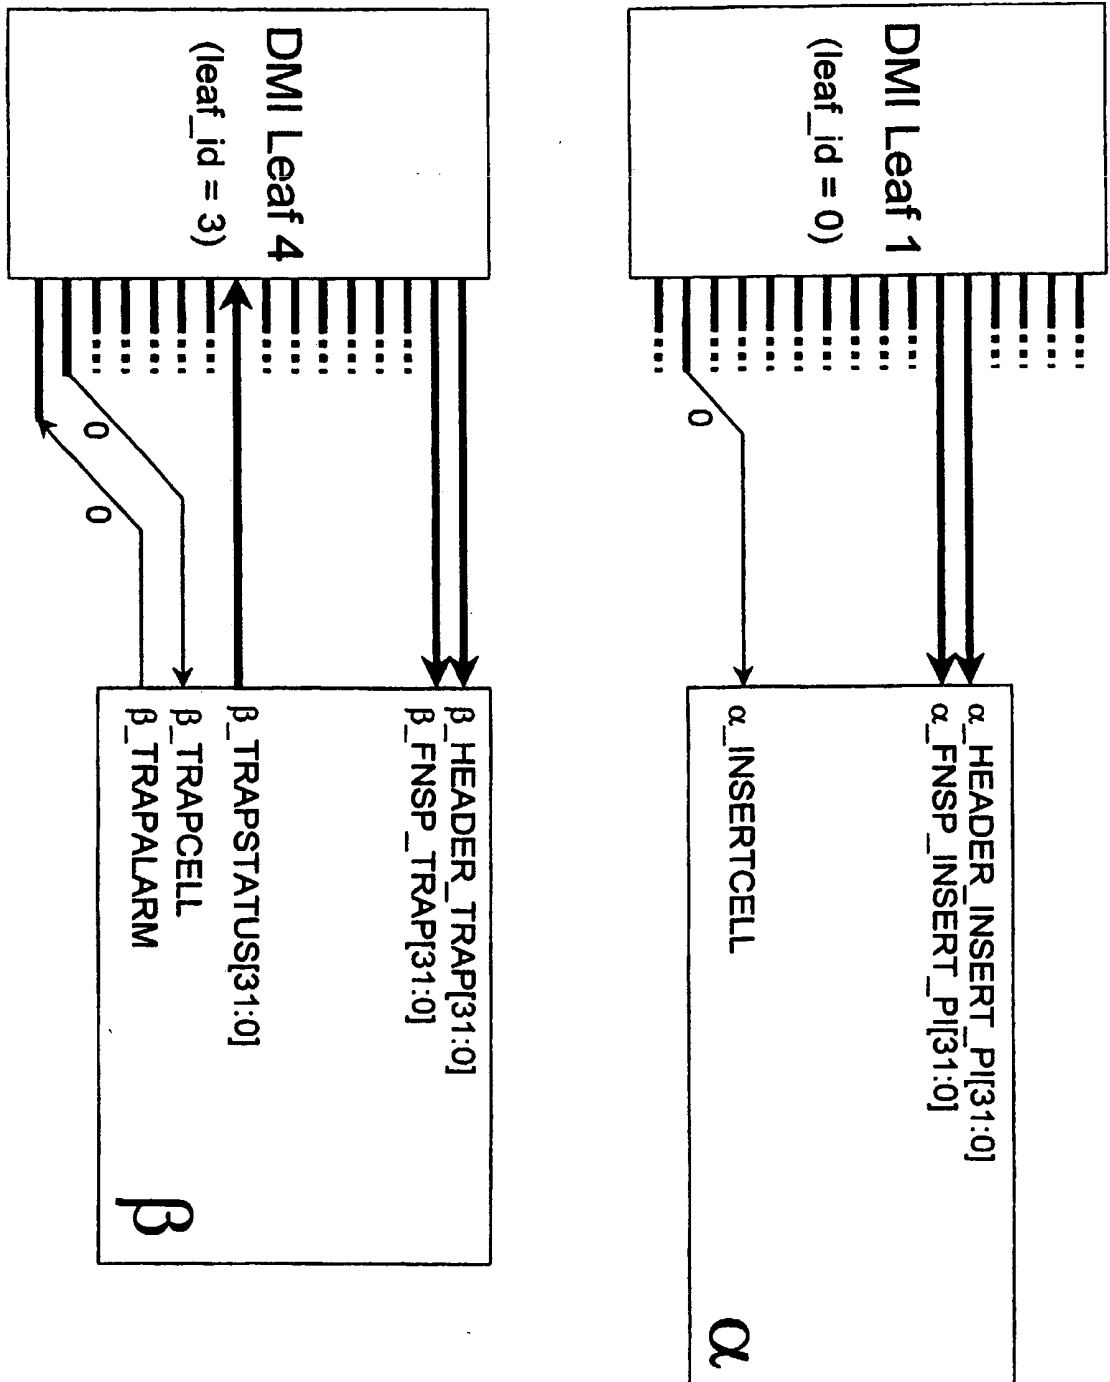 DMI Leaf 1
(leaf_id = 0)
0
α_HEADER_INSERT_PI[31:0]
α_FNSP_INSERT_PI[31:0]
α_INSERTCELL
α
DMI Leaf 4
(leaf_id = 3)
0
0
β_HEADER_TRAP[31:0]
β_FNSP_TRAP[31:0]
β_TRAPSTATUS[31:0]
β_TRAPCELL
β_TRAPALARM
β